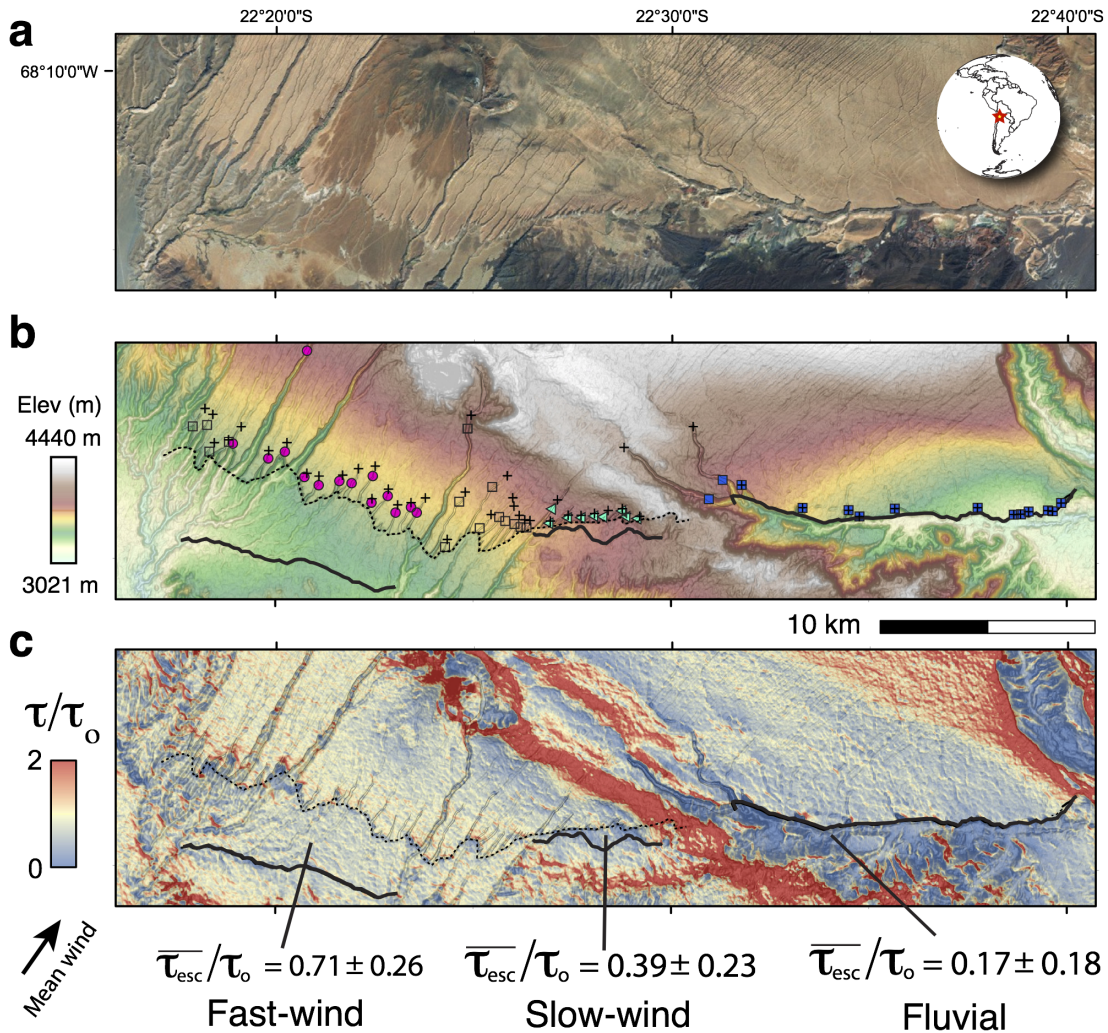 22°20'0"S 22°30'0"S 22°40'0"S
a
68°10'0"W
b
Elev (m)
4440 m
3021 m
10 km
c
τ/τo
2
0
Mean wind
τesc/τo = 0.71 ± 0.26 τesc/τo = 0.39 ± 0.23 τesc/τo = 0.17 ± 0.18
Fast-wind Slow-wind Fluvial